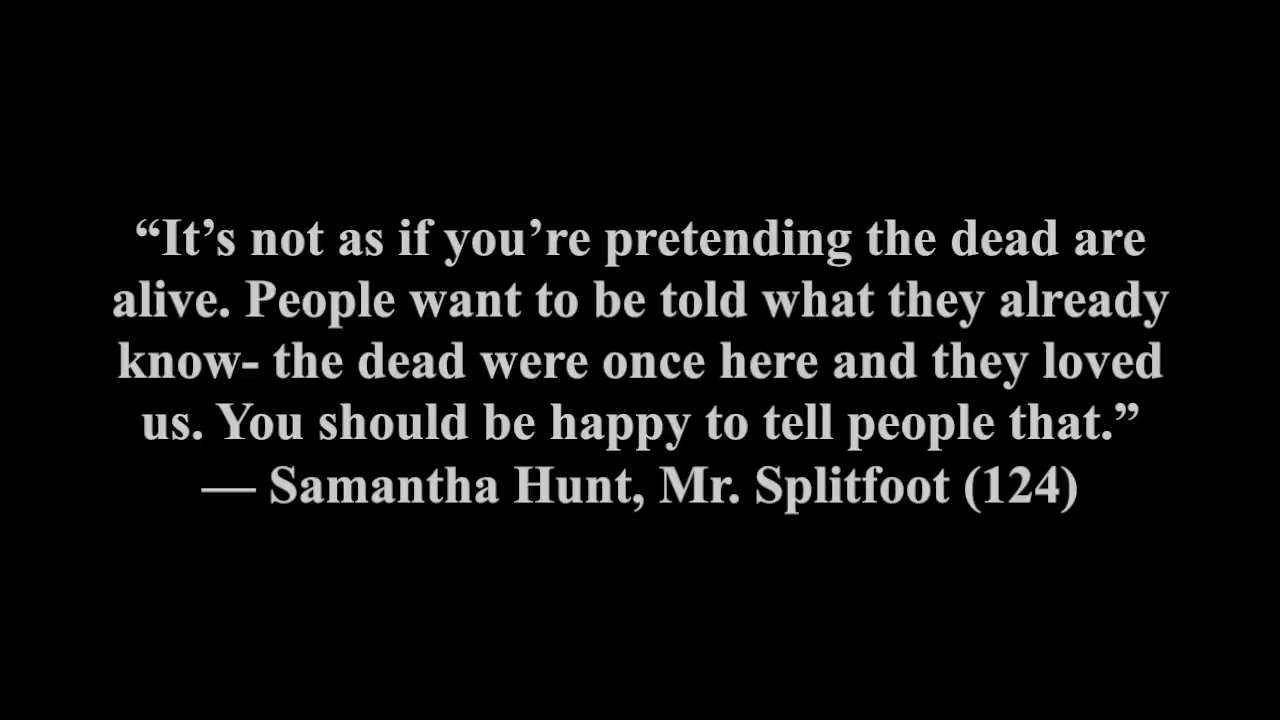 “It’s not as if you’re pretending the dead are
alive. People want to be told what they already
know- the dead were once here and they loved
us. You should be happy to tell people that.”
— Samantha Hunt, Mr. Splitfoot (124)